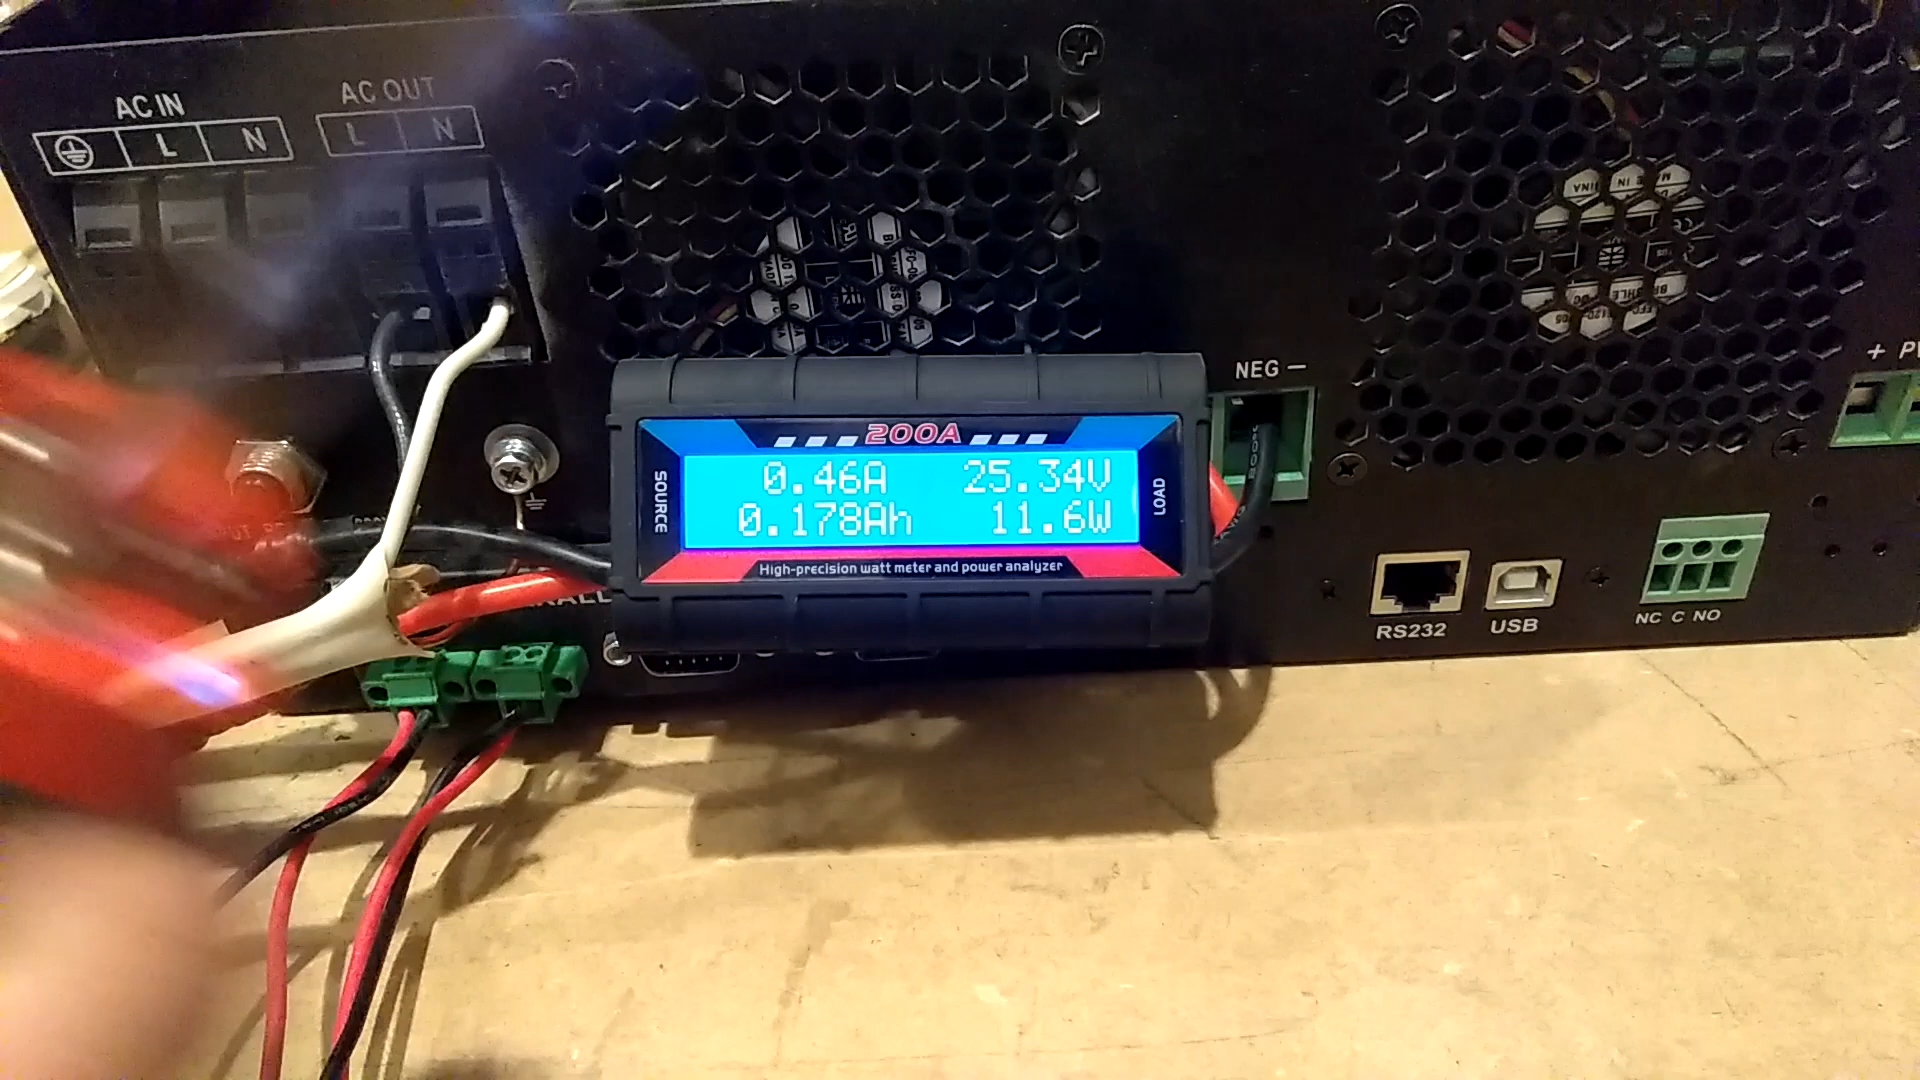 AC IN
L N
AC OUT
L N
200A
SOURCE
0.46A 25.34V
0.178Ah 11.6W
LOAD
High-precision watt meter and power analyzer
NEG −
+ PV
RS232
USB
NC C NO